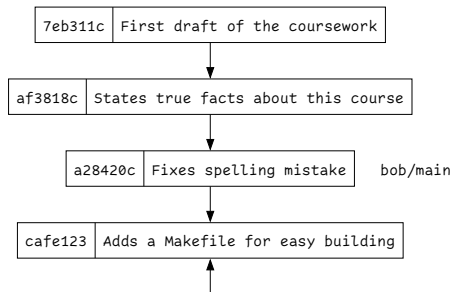 7eb311c First draft of the coursework
af3818c States true facts about this course
a28420c Fixes spelling mistake bob/main
cafe123 Adds a Makefile for easy building